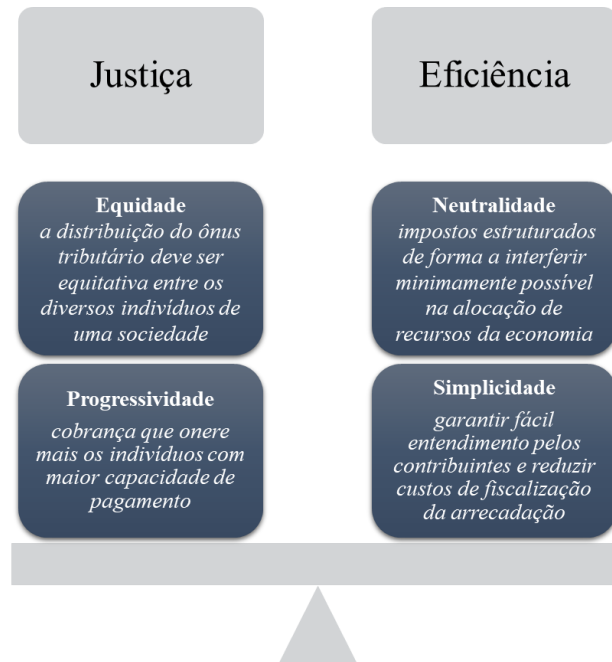 Justiça
Eficiência
Equidade
a distribuição do ônus
tributário deve ser
equitativa entre os
diversos indivíduos de
uma sociedade
Neutralidade
impostos estruturados
de forma a interferir
minimamente possível
na alocação de
recursos da economia
Progressividade
cobrança que onere
mais os indivíduos com
maior capacidade de
pagamento
Simplicidade
garantir fácil
entendimento pelos
contribuintes e reduzir
custos de fiscalização
da arrecadação